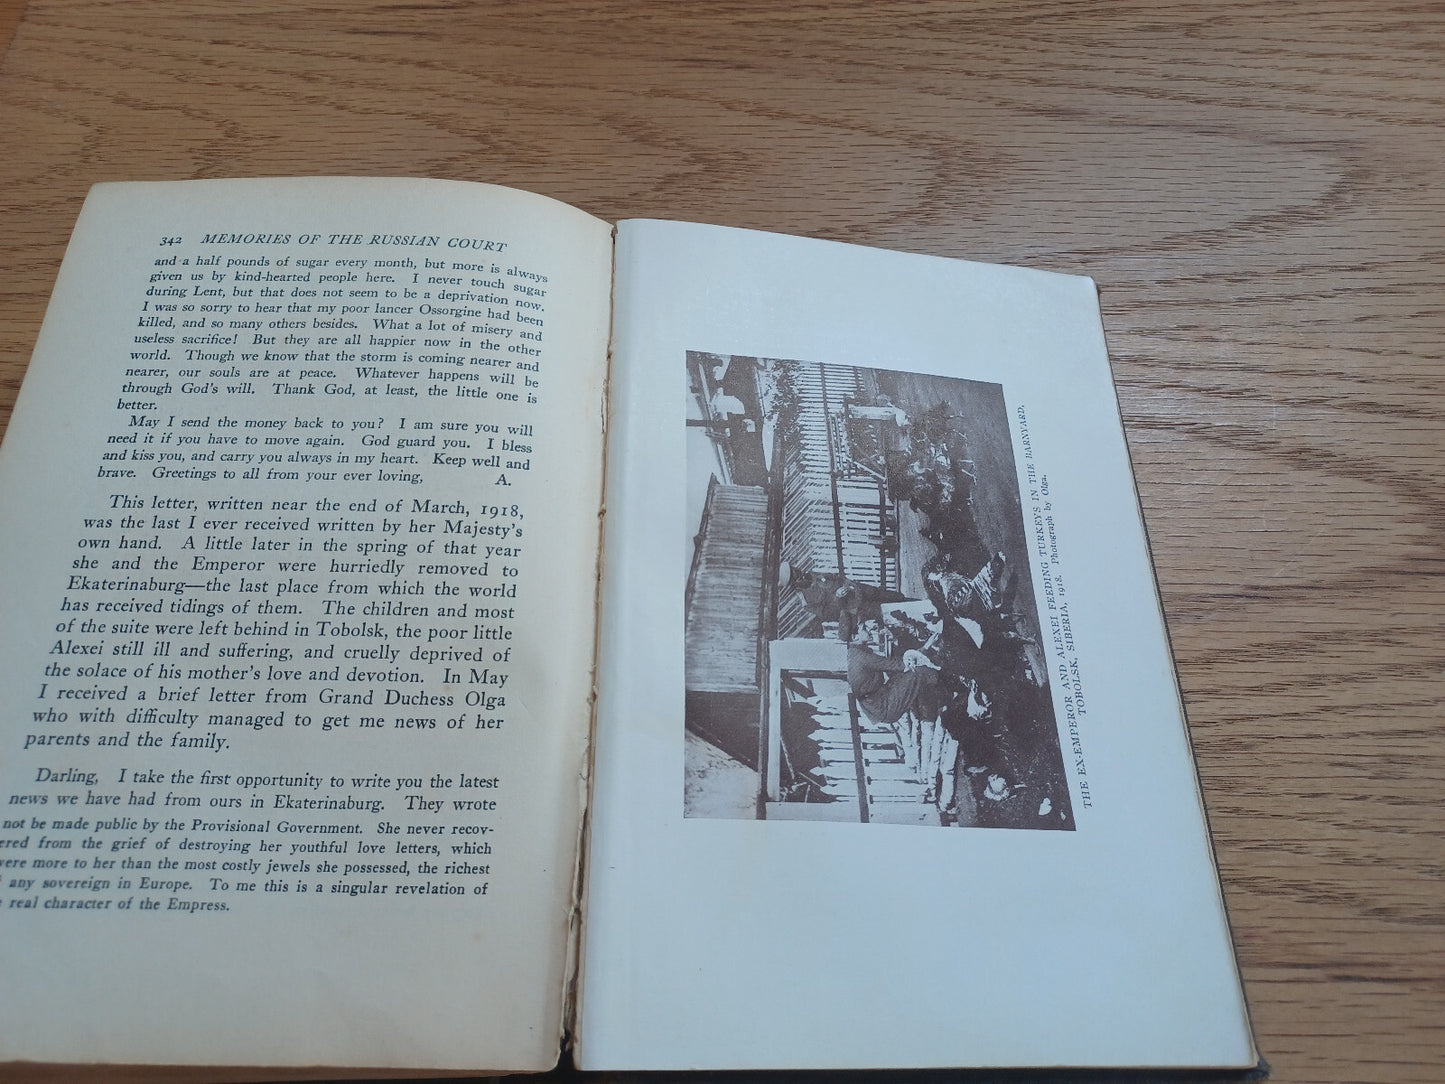 342 MEMORIES OF THE RUSSIAN COURT
and a half pounds of sugar every month, but more is always
given us by kind-hearted people here. I never touch sugar
during Lent, but that does not seem to be a deprivation now.
I was so sorry to hear that my poor lancer Ossorgine had been
killed, and so many others besides. What a lot of misery and
useless sacrifice! But they are all happier now in the other
world. Though we know that the storm is coming nearer and
nearer, our souls are at peace. Whatever happens will be
through God's will. Thank God, at least, the little one is
better.
May I send the money back to you? I am sure you will
need it if you have to move again. God guard you. I bless
and kiss you, and carry you always in my heart. Keep well and
brave. Greetings to all from your ever loving, A.
This letter, written near the end of March, 1918,
was the last I ever received written by her Majesty's
own hand. A little later in the spring of that year
she and the Emperor were hurriedly removed to
Ekaterinaburg—the last place from which the world
has received tidings of them. The children and most
of the suite were left behind in Tobolsk, the poor little
Alexei still ill and suffering, and cruelly deprived of
the solace of his mother's love and devotion. In May
I received a brief letter from Grand Duchess Olga
who with difficulty managed to get me news of her
parents and the family.
Darling, I take the first opportunity to write you the latest
news we have had from ours in Ekaterinaburg. They wrote
not be made public by the Provisional Government. She never recov-
ered from the grief of destroying her youthful love letters, which
were more to her than the most costly jewels she possessed, the richest
any sovereign in Europe. To me this is a singular revelation of
real character of the Empress.
THE EX-EMPEROR AND ALEXEI FEEDING TURKEYS IN THE BARNYARD,
TOBOLSK, SIBERIA, 1918. Photograph by Olga.